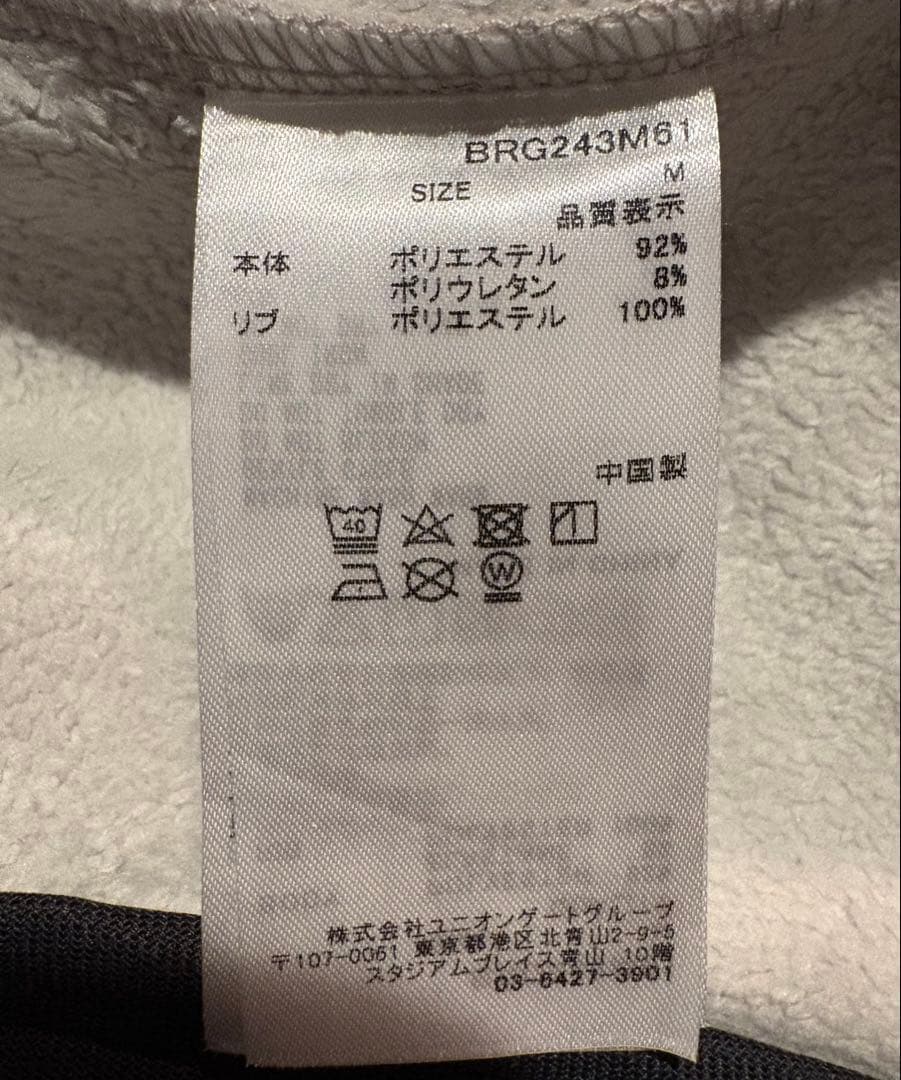 BRG243M61
SIZE M
品質表示
本体 ポリエステル 92%
ポリウレタン 8%
リブ ポリエステル 100%
中国製
40
W
株式会社ユニオンゲートグループ
〒107-0061 東京都港区北青山2-9-5
スタジアムプレイス青山 10階
03-6427-3901